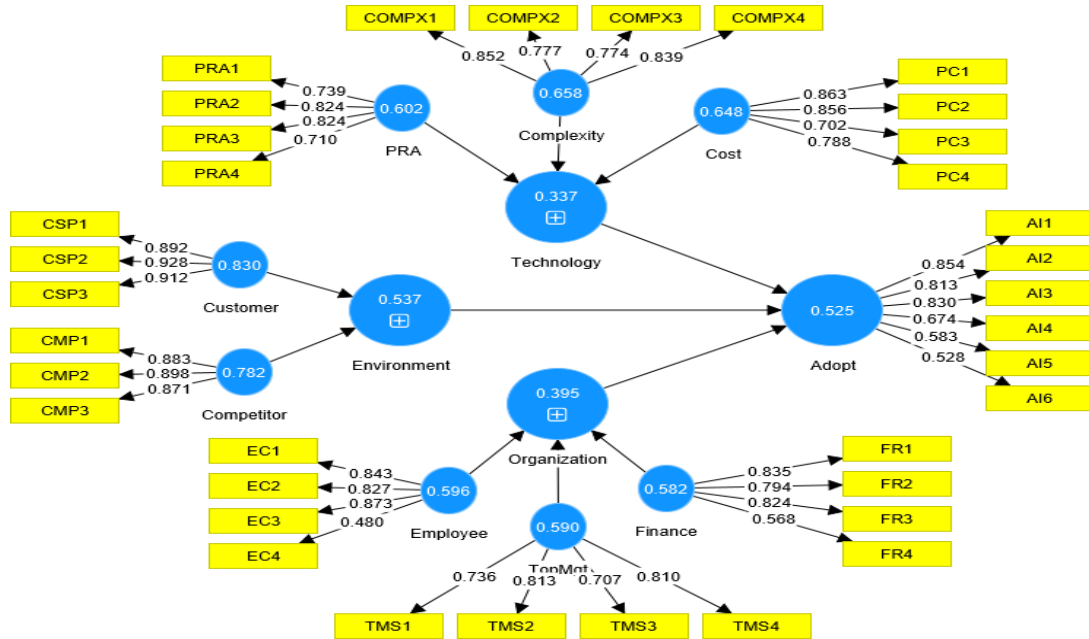 COMPX1 COMPX2 COMPX3 COMPX4
0.852 0.777 0.774 0.839
PRA1
PRA2
PRA3
PRA4
0.739
0.824
0.824
0.710
0.602
PRA
0.658
Complexity
0.648
Cost
0.863
0.856
0.702
0.788
PC1
PC2
PC3
PC4
0.337
Technology
CSP1
CSP2
CSP3
0.892
0.928
0.912
0.830
Customer
CMP1
CMP2
CMP3
0.883
0.898
0.871
0.782
Competitor
0.537
Environment
0.525
Adopt
0.854
0.813
0.830
0.674
0.583
0.528
AI1
AI2
AI3
AI4
AI5
AI6
0.395
Organization
EC1
EC2
EC3
EC4
0.843
0.827
0.873
0.480
0.596
Employee
0.590
TopMgt
0.582
Finance
0.835
0.794
0.824
0.568
FR1
FR2
FR3
FR4
0.736 0.813 0.707 0.810
TMS1 TMS2 TMS3 TMS4